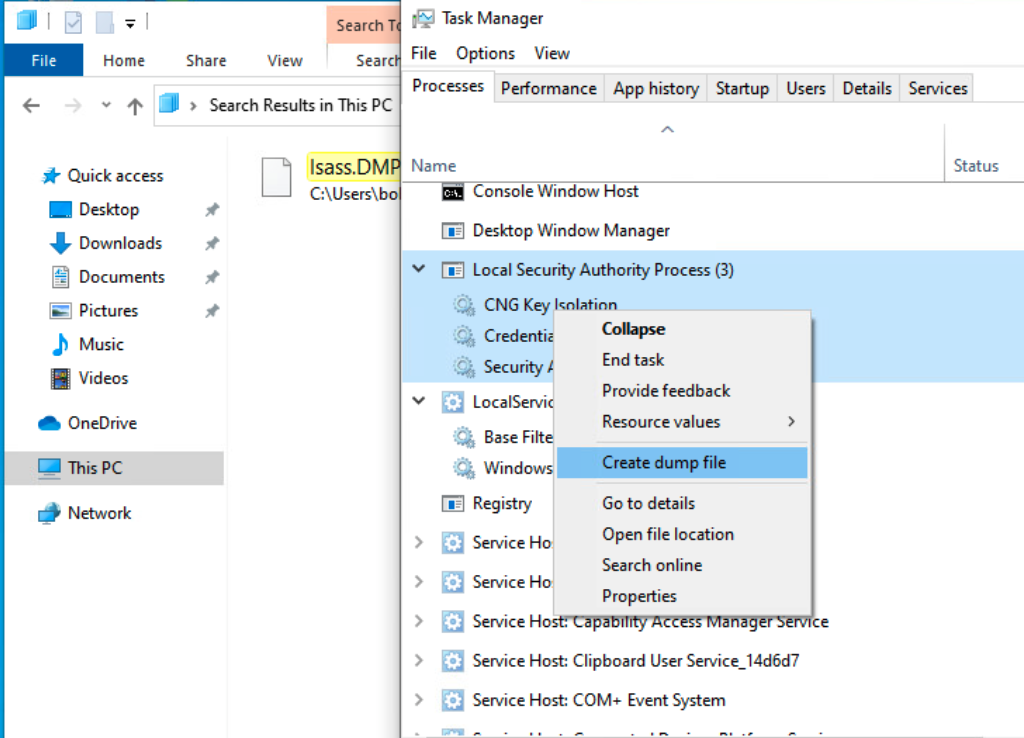 Search To
File Home Share View Search
Search Results in This PC
Quick access
Desktop
Downloads
Documents
Pictures
Music
Videos
OneDrive
This PC
Network
lsass.DMP
C:\Users\bo
Task Manager
File Options View
Processes Performance App history Startup Users Details Services
Name Status
Console Window Host
Desktop Window Manager
Local Security Authority Process (3)
CNG Key Isolation
Credentia
Security A
LocalServic
Base Filte
Windows
Registry
Service Ho
Service Ho
Service Host: Capability Access Manager Service
Service Host: Clipboard User Service_14d6d7
Service Host: COM+ Event System
Collapse
End task
Provide feedback
Resource values
Create dump file
Go to details
Open file location
Search online
Properties